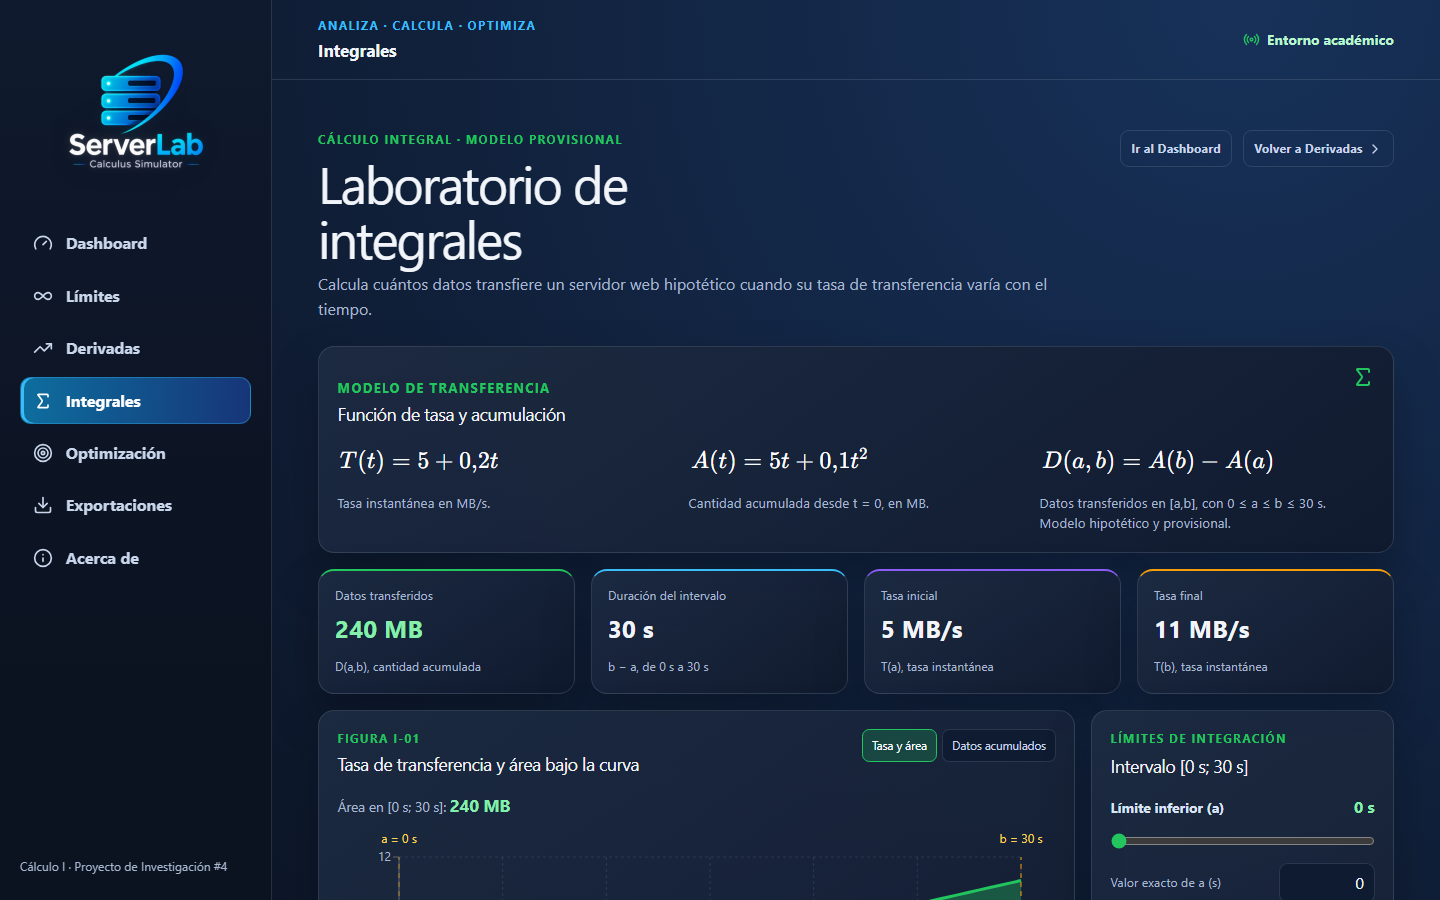 ServerLab
Calculus Simulator
Dashboard
Límites
Derivadas
Integrales
Optimización
Exportaciones
Acerca de
Cálculo I · Proyecto de Investigación #4
ANALIZA · CALCULA · OPTIMIZA
Integrales
Entorno académico
CÁLCULO INTEGRAL · MODELO PROVISIONAL
Ir al Dashboard
Volver a Derivadas
Laboratorio de
integrales
Calcula cuántos datos transfiere un servidor web hipotético cuando su tasa de transferencia varía con el
tiempo.
MODELO DE TRANSFERENCIA
Función de tasa y acumulación
T(t) = 5 + 0,2t
Tasa instantánea en MB/s.
A(t) = 5t + 0,1t²
Cantidad acumulada desde t = 0, en MB.
D(a, b) = A(b) − A(a)
Datos transferidos en [a,b], con 0 ≤ a ≤ b ≤ 30 s.
Modelo hipotético y provisional.
Σ
Datos transferidos
240 MB
D(a,b), cantidad acumulada
Duración del intervalo
30 s
b − a, de 0 s a 30 s
Tasa inicial
5 MB/s
T(a), tasa instantánea
Tasa final
11 MB/s
T(b), tasa instantánea
FIGURA I-01
Tasa de transferencia y área bajo la curva
Tasa y área
Datos acumulados
Área en [0 s; 30 s]: 240 MB
a = 0 s
b = 30 s
12
LÍMITES DE INTEGRACIÓN
Intervalo [0 s; 30 s]
Límite inferior (a)
0 s
Valor exacto de a (s)
0